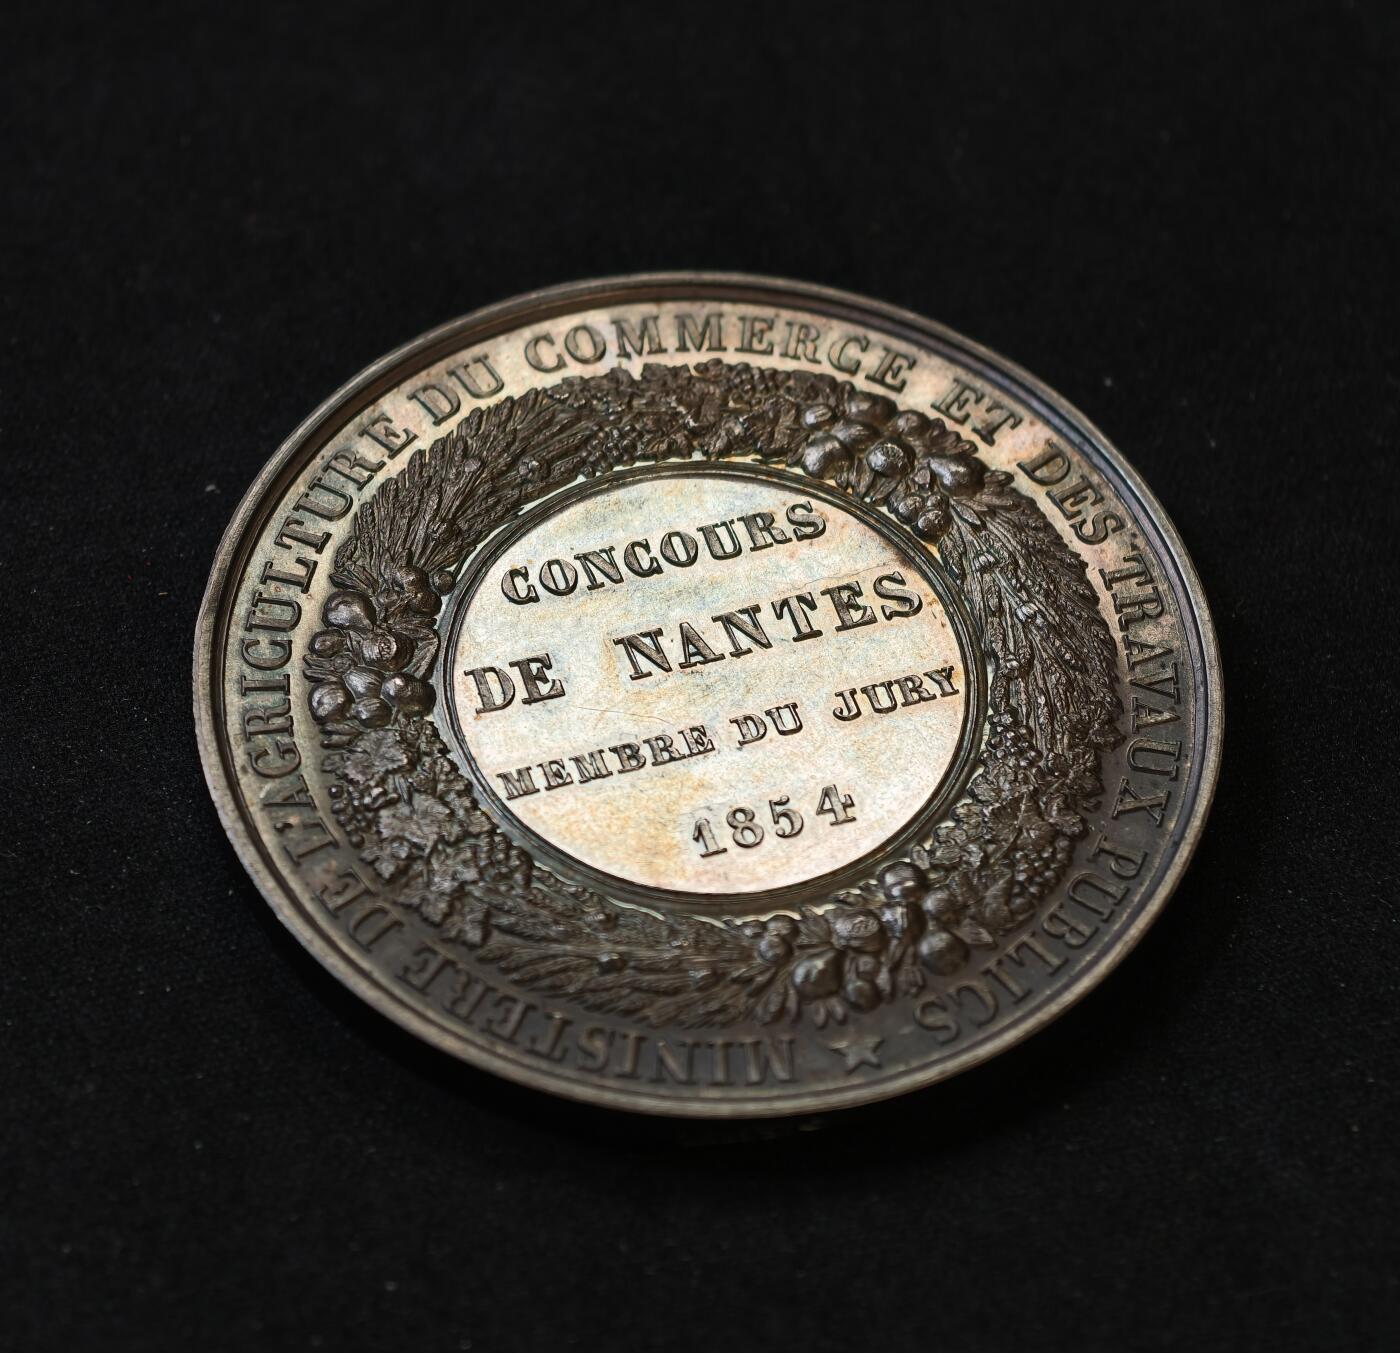 MINISTERE DE L'AGRICULTURE DU COMMERCE ET DES TRAVAUX PUBLICS
CONCOURS
DE NANTES
MEMBRE DU JURY
1854